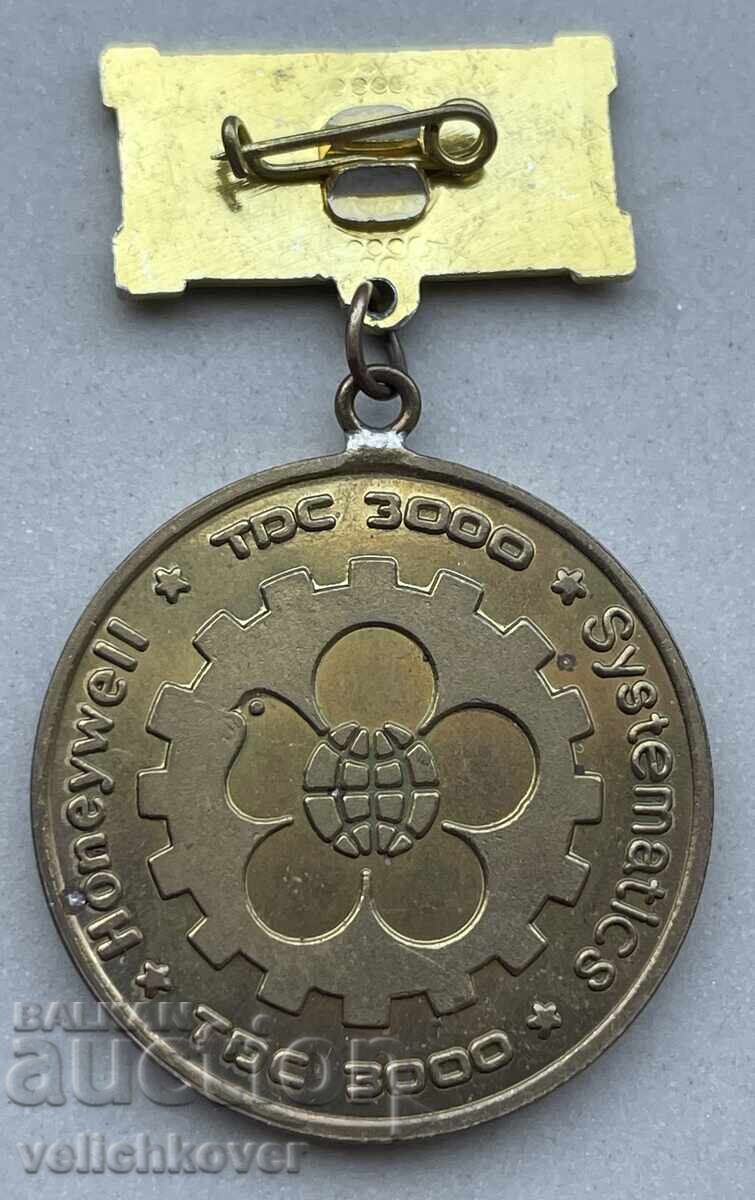 TDC 3000
Systematics
TDC 3000
Honeywell
BALKAN
auction
velichkover